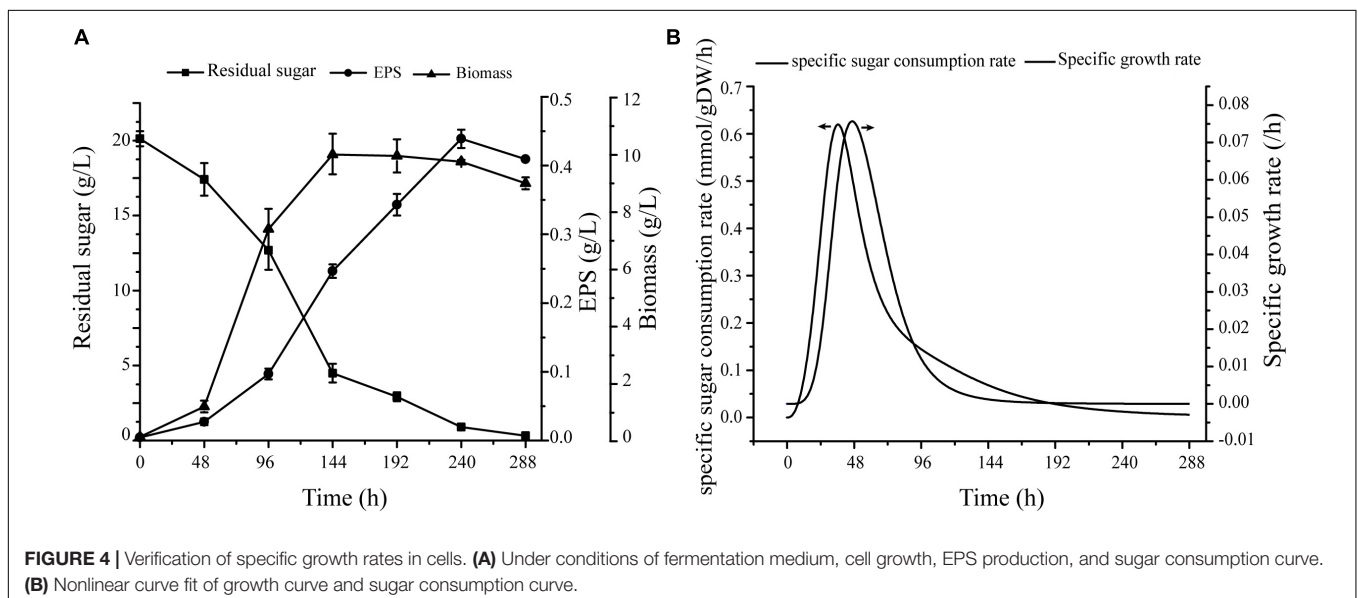 A
Residual sugar EPS Biomass
Residual sugar (g/L)
20
15
10
5
0
0.5
0.4
0.3
0.2
0.1
0.0
EPS (g/L)
12
10
8
6
4
2
0
Biomass (g/L)
0 48 96 144 192 240 288
Time (h)
B
specific sugar consumption rate Specific growth rate
specific sugar consumption rate (mmol/gDW/h)
0.7
0.6
0.5
0.4
0.3
0.2
0.1
0.0
0.08
0.07
0.06
0.05
0.04
0.03
0.02
0.01
0.00
-0.01
Specific growth rate (/h)
0 48 96 144 192 240 288
Time (h)
FIGURE 4 | Verification of specific growth rates in cells. (A) Under conditions of fermentation medium, cell growth, EPS production, and sugar consumption curve.
(B) Nonlinear curve fit of growth curve and sugar consumption curve.